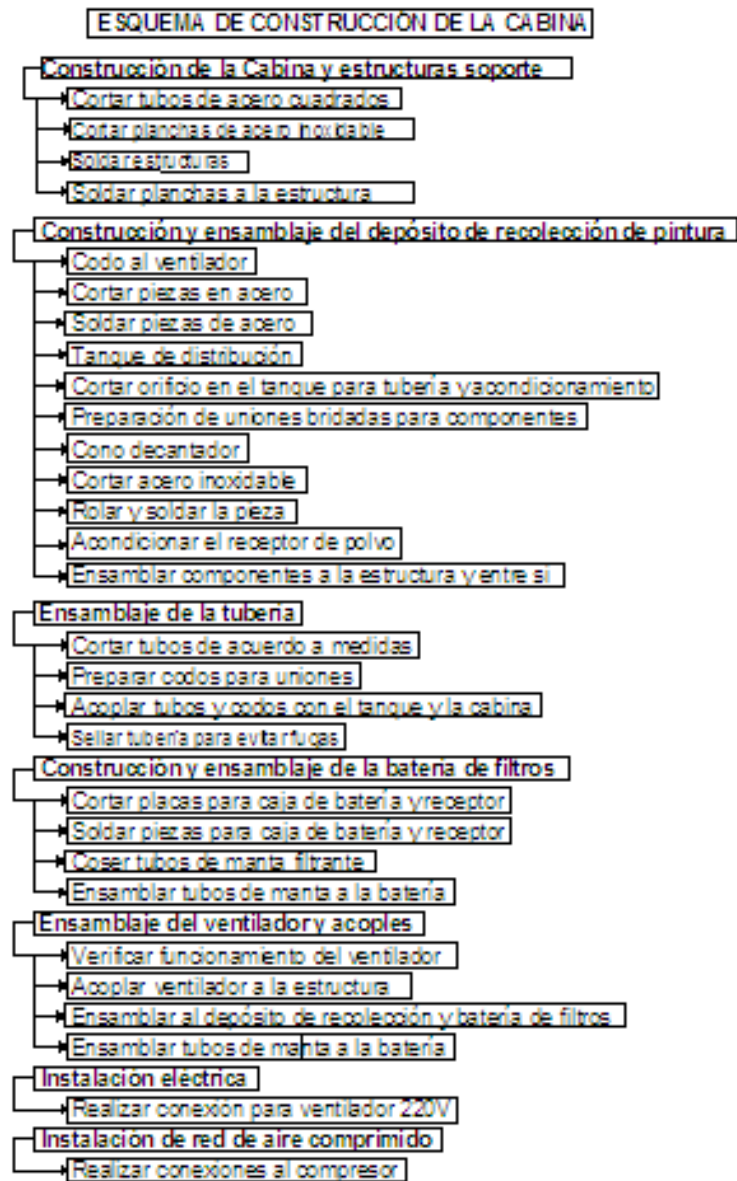 ESQUEMA DE CONSTRUCCIÓN DE LA CABINA
Construcción de la Cabina y estructuras soporte
Cortar tubos de acero cuadrados
Cortar planchas de acero inoxidable
Soldar estructuras
Soldar planchas a la estructura
Construcción y ensamblaje del depósito de recolección de pintura
Codo al ventilador
Cortar piezas en acero
Soldar piezas de acero
Tanque de distribución
Cortar orificio en el tanque para tubería y acondicionamiento
Preparación de uniones bridadas para componentes
Cono decantador
Cortar acero inoxidable
Rolar y soldar la pieza
Acondicionar el receptor de polvo
Ensamblar componentes a la estructura y entre si
Ensamblaje de la tuberia
Cortar tubos de acuerdo a medidas
Preparar codos para uniones
Acoplar tubos y codos con el tanque y la cabina
Sellar tubería para evitar fugas
Construcción y ensamblaje de la bateria de filtros
Cortar placas para caja de batería y receptor
Soldar piezas para caja de batería y receptor
Coser tubos de manta filtrante
Ensamblar tubos de manta a la batería
Ensamblaje del ventilador y acoples
Verificar funcionamiento del ventilador
Acoplar ventilador a la estructura
Ensamblar al depósito de recolección y batería de filtros
Ensamblar tubos de manta a la batería
Instalación eléctrica
Realizar conexión para ventilador 220V
Instalación de red de aire comprimido
Realizar conexiones al compresor